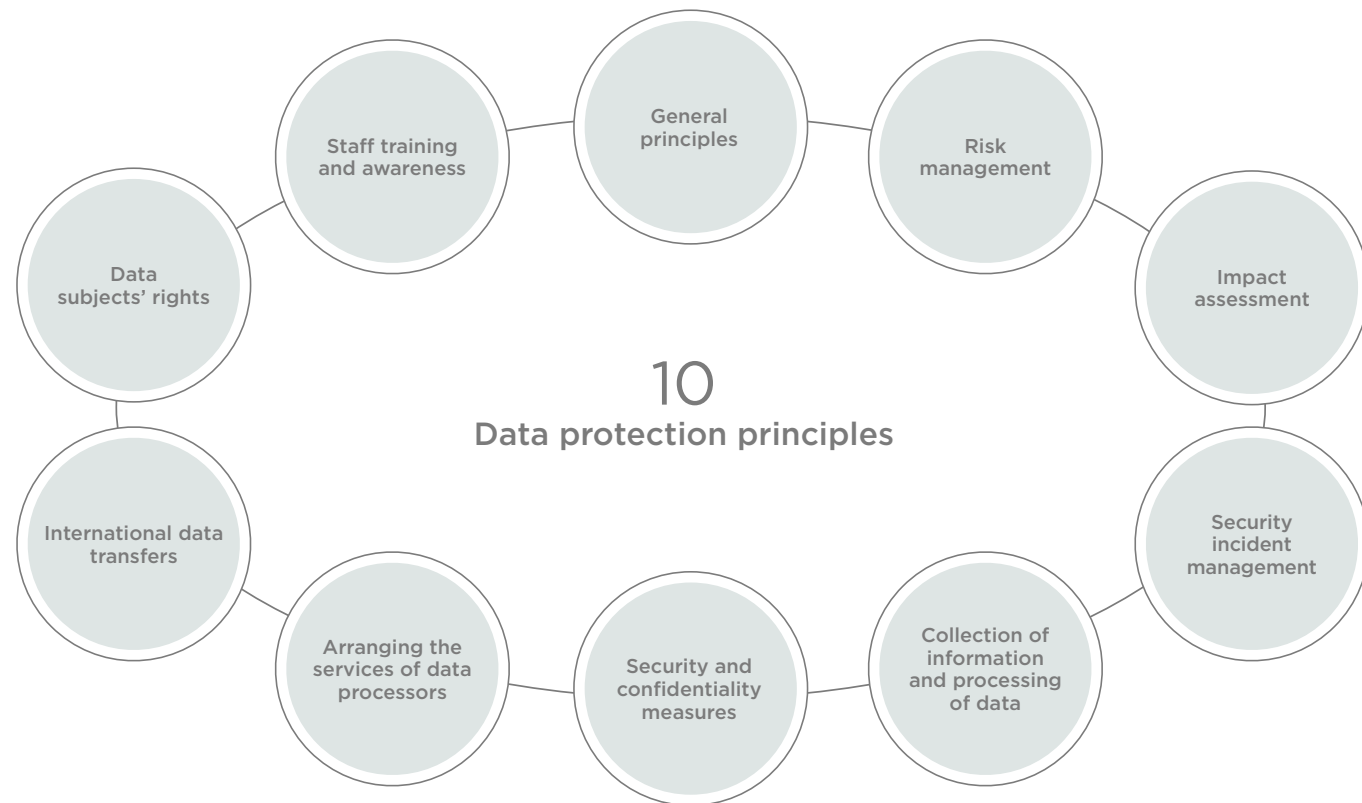 General
principles
Risk
management
Impact
assessment
Security
incident
management
Collection of
information
and processing
of data
Security and
confidentiality
measures
Arranging the
services of data
processors
International data
transfers
Data
subjects’ rights
Staff training
and awareness
10
Data protection principles